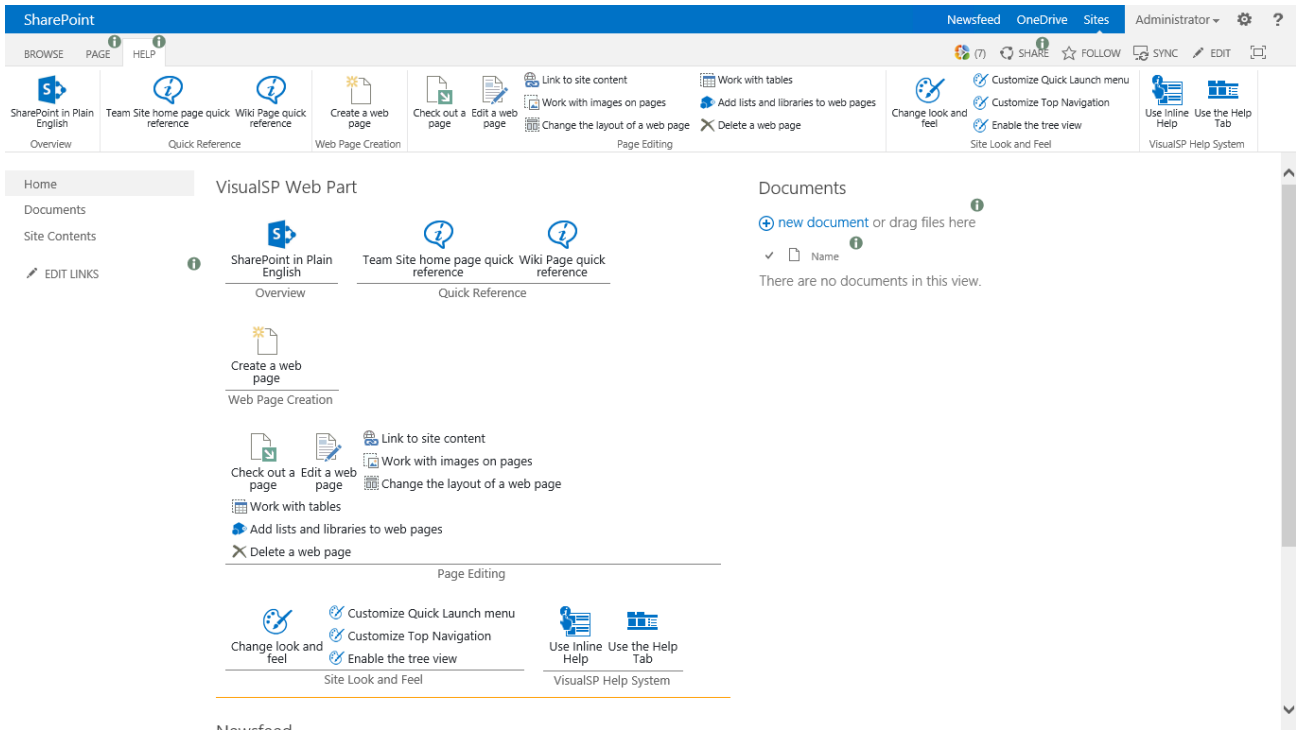 SharePoint
Newsfeed OneDrive Sites Administrator ?
BROWSE PAGE HELP
(7) SHARE FOLLOW SYNC EDIT
SharePoint in Plain English
Overview
Team Site home page quick reference
Wiki Page quick reference
Quick Reference
Create a web page
Web Page Creation
Check out a page
Edit a web page
Link to site content
Work with images on pages
Change the layout of a web page
Work with tables
Add lists and libraries to web pages
Delete a web page
Page Editing
Change look and feel
Customize Quick Launch menu
Customize Top Navigation
Enable the tree view
Site Look and Feel
Use Inline Help
Use the Help Tab
VisualSP Help System
Home
Documents
Site Contents
EDIT LINKS
VisualSP Web Part
SharePoint in Plain
English
Overview
Team Site home page quick
reference
Wiki Page quick
reference
Quick Reference
Create a web
page
Web Page Creation
Check out a
page
Edit a web
page
Link to site content
Work with images on pages
Change the layout of a web page
Work with tables
Add lists and libraries to web pages
Delete a web page
Page Editing
Change look and
feel
Customize Quick Launch menu
Customize Top Navigation
Enable the tree view
Site Look and Feel
Use Inline
Help
Use the Help
Tab
VisualSP Help System
Newsfeed
Documents
new document or drag files here
Name
There are no documents in this view.